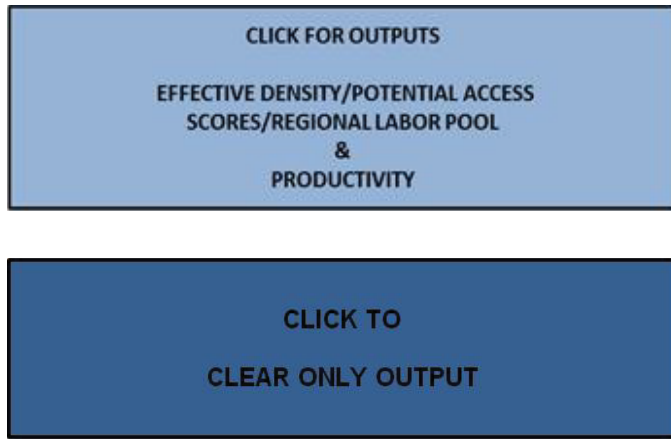 CLICK FOR OUTPUTS
EFFECTIVE DENSITY/POTENTIAL ACCESS
SCORES/REGIONAL LABOR POOL
&
PRODUCTIVITY
CLICK TO
CLEAR ONLY OUTPUT